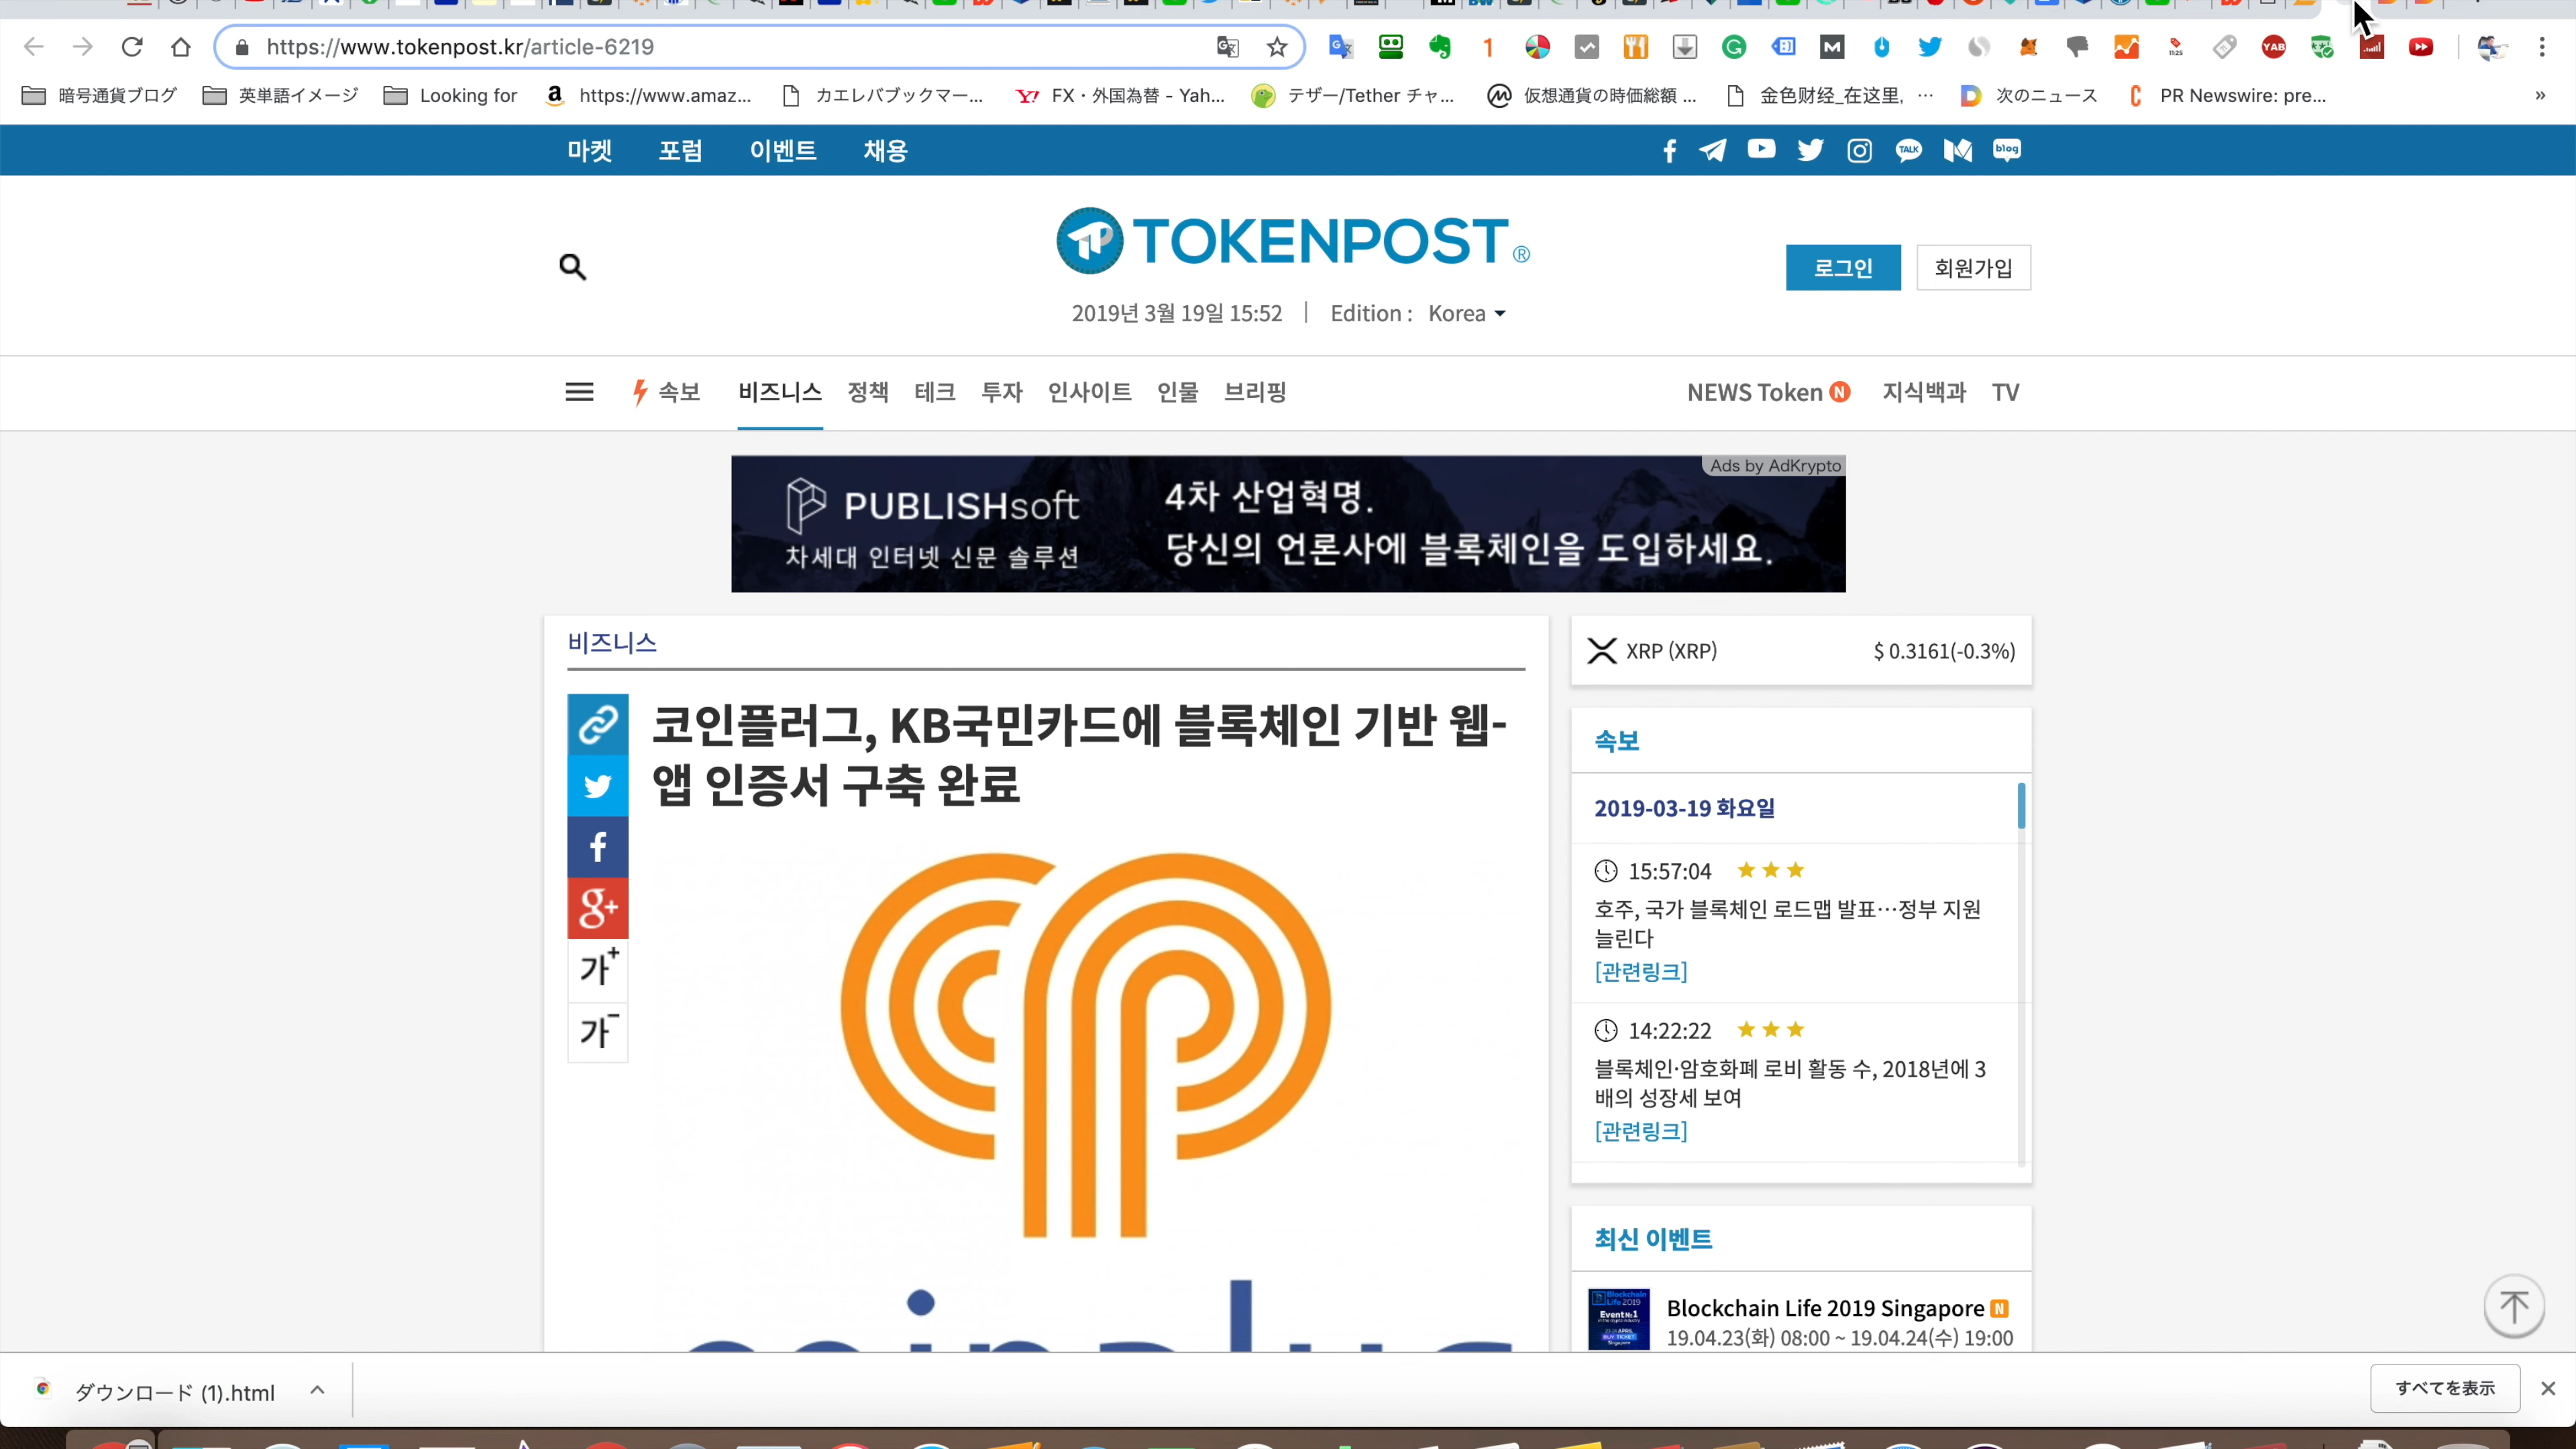 https://www.tokenpost.kr/article-6219
暗号通貨ブログ
英単語イメージ
Looking for
https://www.amaz...
カエレバブックマー...
FX・外国為替 - Yah...
テザー/Tether チャ...
仮想通貨の時価総額 ...
金色财经_在这里, ...
次のニュース
PR Newswire: pre...
»
마켓 포럼 이벤트 채용
TALK
blog
TOKENPOST®
로그인
회원가입
2019년 3월 19일 15:52 | Edition : Korea
속보 비즈니스 정책 테크 투자 인사이트 인물 브리핑
NEWS Token N 지식백과 TV
Ads by AdKrypto
PUBLISHsoft
차세대 인터넷 신문 솔루션
4차 산업혁명.
당신의 언론사에 블록체인을 도입하세요.
비즈니스
코인플러그, KB국민카드에 블록체인 기반 웹-
앱 인증서 구축 완료
가+
가-
XRP (XRP) $ 0.3161(-0.3%)
속보
2019-03-19 화요일
15:57:04 ★ ★ ★
호주, 국가 블록체인 로드맵 발표…정부 지원
늘린다
[관련링크]
14:22:22 ★ ★ ★
블록체인·암호화폐 로비 활동 수, 2018년에 3
배의 성장세 보여
[관련링크]
최신 이벤트
Blockchain Life 2019 Singapore N
19.04.23(화) 08:00 ~ 19.04.24(수) 19:00
ダウンロード (1).html
すべてを表示